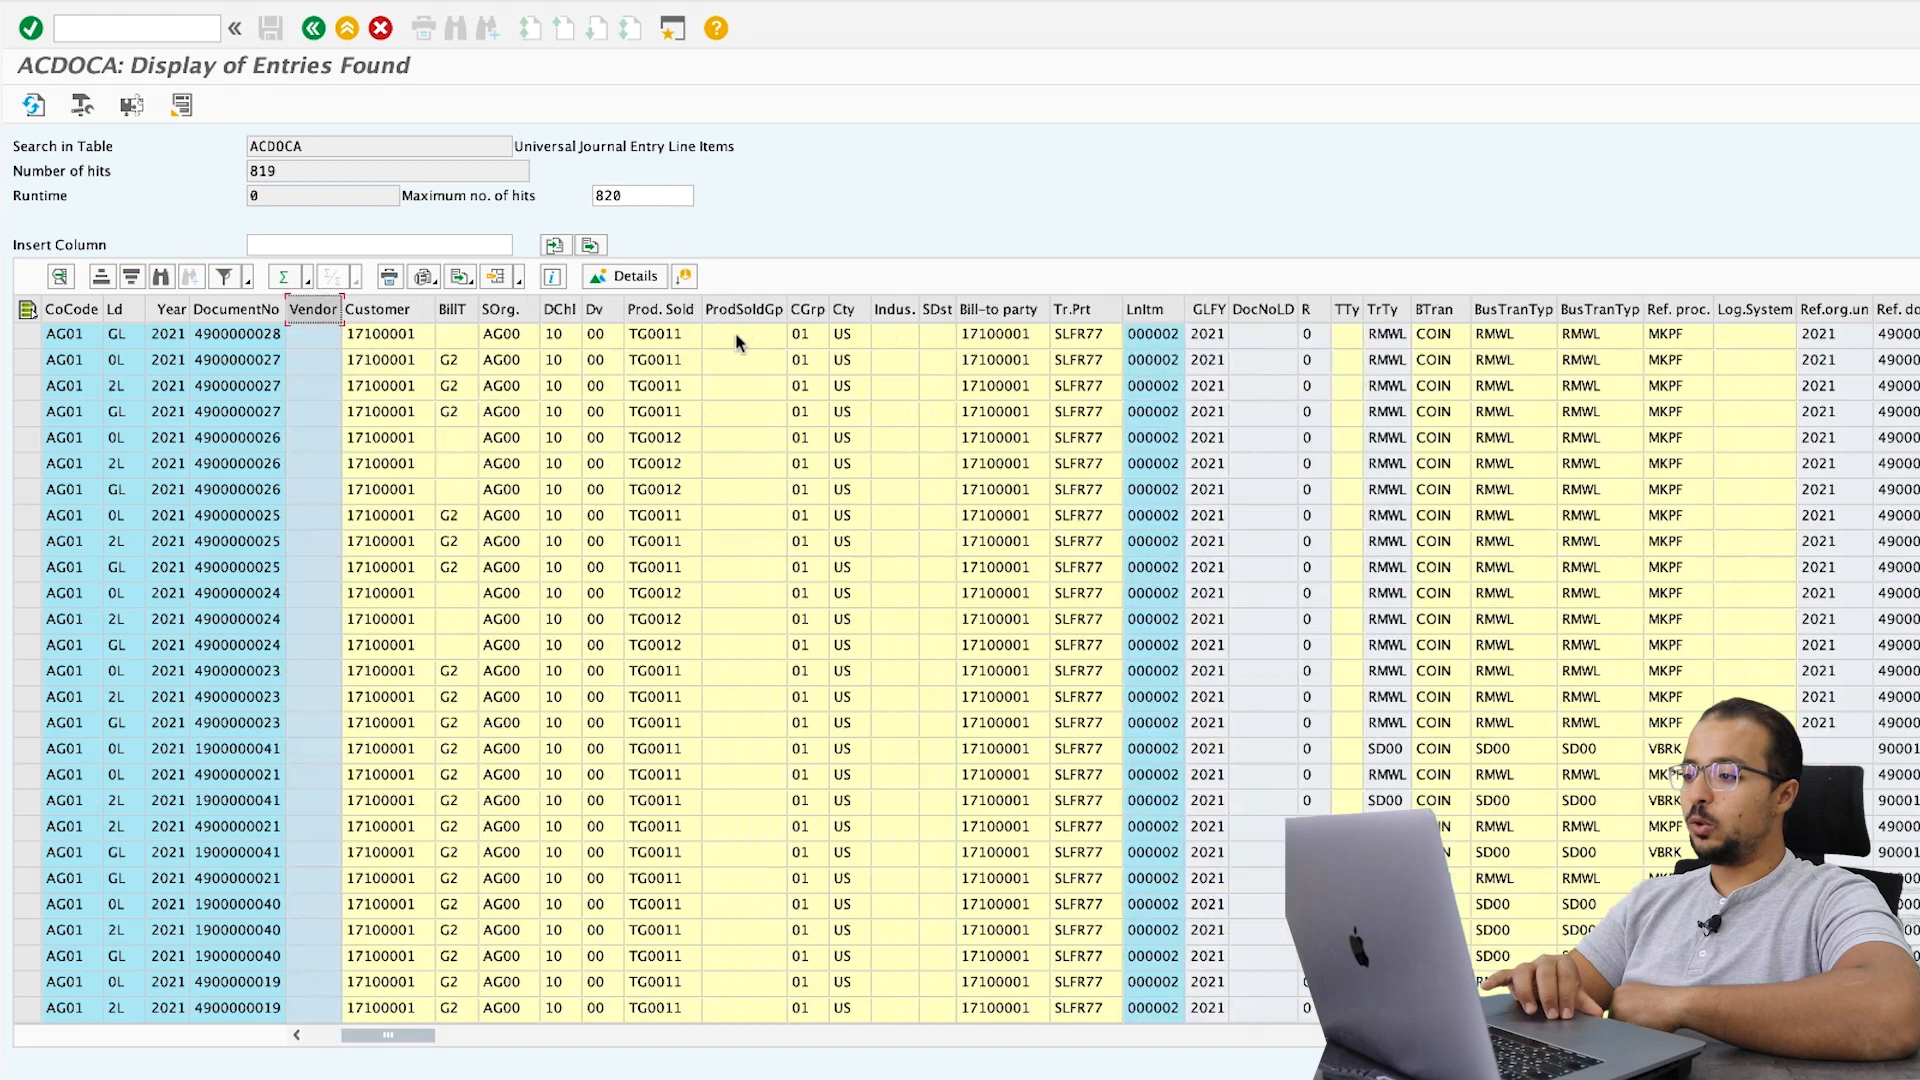 ACDOCA: Display of Entries Found
Search in Table ACDOCA Universal Journal Entry Line Items
Number of hits 819
Runtime 0 Maximum no. of hits 820
Insert Column
Σ Details
CoCode Ld Year DocumentNo Vendor Customer BillT SOrg. DChl Dv Prod. Sold ProdSoldGp CGrp Cty Indus. SDst Bill-to party Tr.Prt LnItm GLFY DocNoLD R TTy TrTy BTran BusTranTyp BusTranTyp Ref. proc. Log.System Ref.org.un Ref. do
AG01 GL 2021 4900000028 17100001 AG00 10 00 TG0011 01 US 17100001 SLFR77 000002 2021 0 RMWL COIN RMWL RMWL MKPF 2021 49000
AG01 0L 2021 4900000027 17100001 G2 AG00 10 00 TG0011 01 US 17100001 SLFR77 000002 2021 0 RMWL COIN RMWL RMWL MKPF 2021 49000
AG01 2L 2021 4900000027 17100001 G2 AG00 10 00 TG0011 01 US 17100001 SLFR77 000002 2021 0 RMWL COIN RMWL RMWL MKPF 2021 49000
AG01 GL 2021 4900000027 17100001 G2 AG00 10 00 TG0011 01 US 17100001 SLFR77 000002 2021 0 RMWL COIN RMWL RMWL MKPF 2021 49000
AG01 0L 2021 4900000026 17100001 AG00 10 00 TG0012 01 US 17100001 SLFR77 000002 2021 0 RMWL COIN RMWL RMWL MKPF 2021 49000
AG01 2L 2021 4900000026 17100001 AG00 10 00 TG0012 01 US 17100001 SLFR77 000002 2021 0 RMWL COIN RMWL RMWL MKPF 2021 49000
AG01 GL 2021 4900000026 17100001 AG00 10 00 TG0012 01 US 17100001 SLFR77 000002 2021 0 RMWL COIN RMWL RMWL MKPF 2021 49000
AG01 0L 2021 4900000025 17100001 G2 AG00 10 00 TG0011 01 US 17100001 SLFR77 000002 2021 0 RMWL COIN RMWL RMWL MKPF 2021 49000
AG01 2L 2021 4900000025 17100001 G2 AG00 10 00 TG0011 01 US 17100001 SLFR77 000002 2021 0 RMWL COIN RMWL RMWL MKPF 2021 49000
AG01 GL 2021 4900000025 17100001 G2 AG00 10 00 TG0011 01 US 17100001 SLFR77 000002 2021 0 RMWL COIN RMWL RMWL MKPF 2021 49000
AG01 0L 2021 4900000024 17100001 AG00 10 00 TG0012 01 US 17100001 SLFR77 000002 2021 0 RMWL COIN RMWL RMWL MKPF 2021 49000
AG01 2L 2021 4900000024 17100001 AG00 10 00 TG0012 01 US 17100001 SLFR77 000002 2021 0 RMWL COIN RMWL RMWL MKPF 2021 49000
AG01 GL 2021 4900000024 17100001 AG00 10 00 TG0012 01 US 17100001 SLFR77 000002 2021 0 RMWL COIN RMWL RMWL MKPF 2021 49000
AG01 0L 2021 4900000023 17100001 G2 AG00 10 00 TG0011 01 US 17100001 SLFR77 000002 2021 0 RMWL COIN RMWL RMWL MKPF 2021 49000
AG01 2L 2021 4900000023 17100001 G2 AG00 10 00 TG0011 01 US 17100001 SLFR77 000002 2021 0 RMWL COIN RMWL RMWL MKPF 2021 49000
AG01 GL 2021 4900000023 17100001 G2 AG00 10 00 TG0011 01 US 17100001 SLFR77 000002 2021 0 RMWL COIN RMWL RMWL MKPF 2021 49000
AG01 0L 2021 1900000041 17100001 G2 AG00 10 00 TG0011 01 US 17100001 SLFR77 000002 2021 0 SD00 COIN SD00 SD00 VBRK 90001
AG01 0L 2021 4900000021 17100001 G2 AG00 10 00 TG0011 01 US 17100001 SLFR77 000002 2021 0 RMWL COIN RMWL RMWL MKPF 49000
AG01 2L 2021 1900000041 17100001 G2 AG00 10 00 TG0011 01 US 17100001 SLFR77 000002 2021 0 SD00 COIN SD00 SD00 VBRK 90001
AG01 2L 2021 4900000021 17100001 G2 AG00 10 00 TG0011 01 US 17100001 SLFR77 000002 2021 RMWL RMWL MKPF 49000
AG01 GL 2021 1900000041 17100001 G2 AG00 10 00 TG0011 01 US 17100001 SLFR77 000002 2021 SD00 SD00 VBRK 90001
AG01 GL 2021 4900000021 17100001 G2 AG00 10 00 TG0011 01 US 17100001 SLFR77 000002 2021 RMWL RMWL
AG01 0L 2021 1900000040 17100001 G2 AG00 10 00 TG0011 01 US 17100001 SLFR77 000002 2021 SD00 SD00
AG01 2L 2021 1900000040 17100001 G2 AG00 10 00 TG0011 01 US 17100001 SLFR77 000002 2021 SD00 SD00
AG01 GL 2021 1900000040 17100001 G2 AG00 10 00 TG0011 01 US 17100001 SLFR77 000002 2021 SD00
AG01 0L 2021 4900000019 17100001 G2 AG00 10 00 TG0011 01 US 17100001 SLFR77 000002 2021
AG01 2L 2021 4900000019 17100001 G2 AG00 10 00 TG0011 01 US 17100001 SLFR77 000002 2021 0